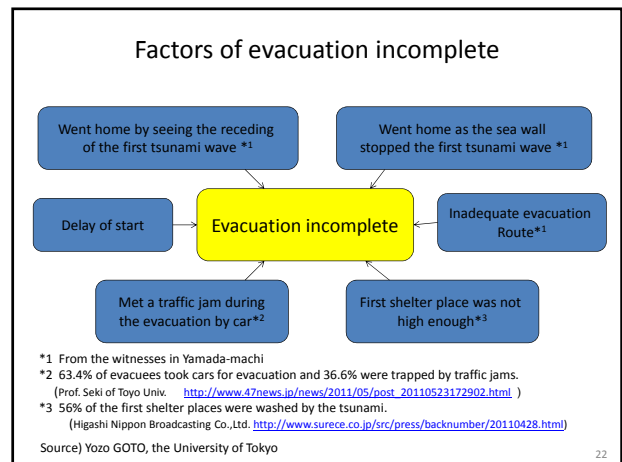 Factors of evacuation incomplete
Went home by seeing the receding
of the first tsunami wave *1
Went home as the sea wall
stopped the first tsunami wave *1
Delay of start
Evacuation incomplete
Inadequate evacuation
Route*1
Met a traffic jam during
the evacuation by car*2
First shelter place was not
high enough*3
*1 From the witnesses in Yamada-machi
*2 63.4% of evacuees took cars for evacuation and 36.6% were trapped by traffic jams.
(Prof. Seki of Toyo Univ. http://www.47news.jp/news/2011/05/post_20110523172902.html )
*3 56% of the first shelter places were washed by the tsunami.
(Higashi Nippon Broadcasting Co.,Ltd. http://www.surece.co.jp/src/press/backnumber/20110428.html)
Source) Yozo GOTO, the University of Tokyo
22